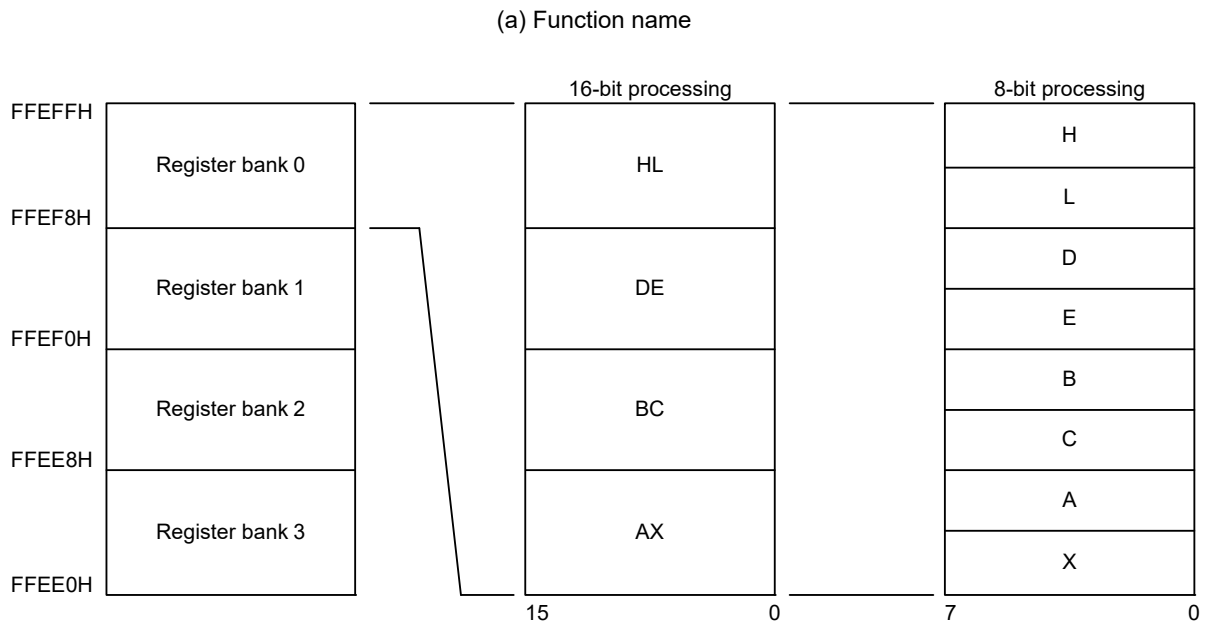 (a) Function name
16-bit processing
8-bit processing
FFEFFH
Register bank 0
HL
H
L
FFEF8H
Register bank 1
DE
D
E
FFEF0H
Register bank 2
BC
B
C
FFEE8H
Register bank 3
AX
A
X
FFEE0H
15
0
7
0